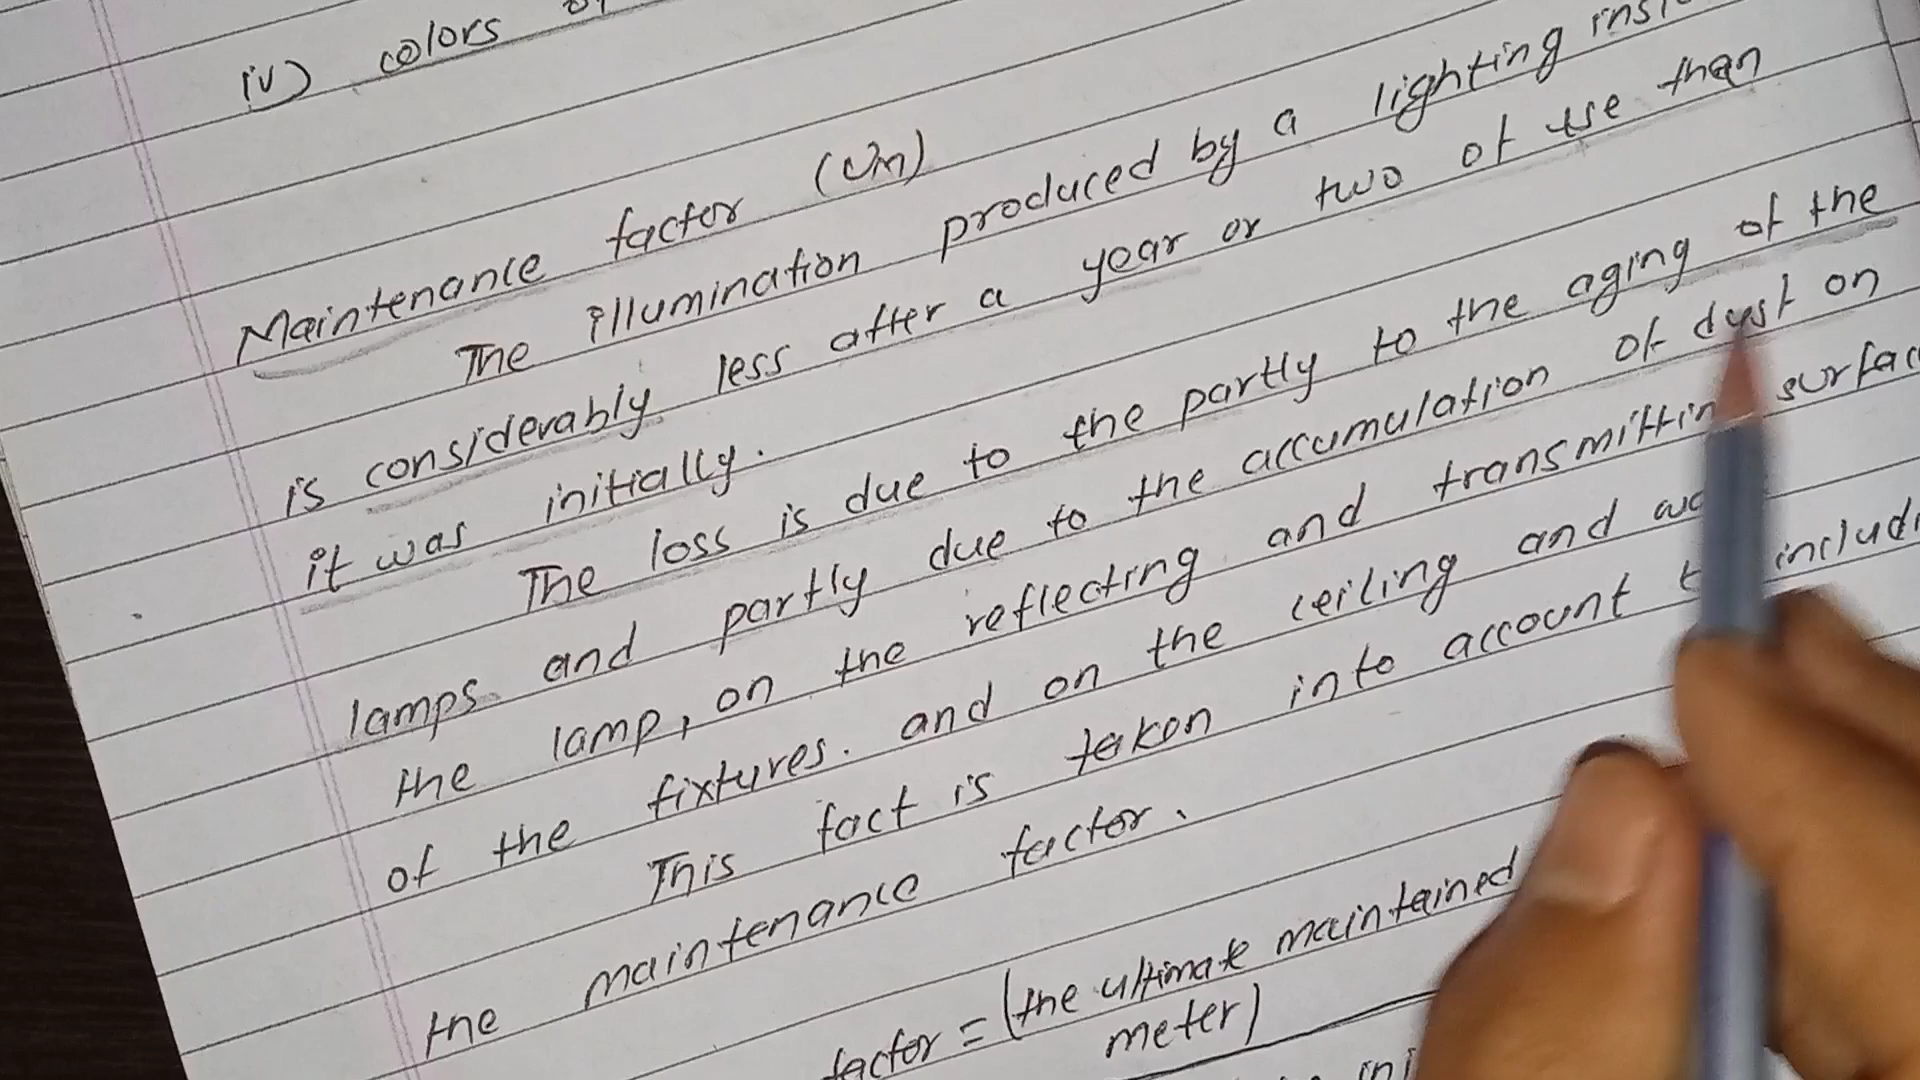 iv) colors
Maintenance factor (Um)
The illumination produced by a lighting
is considerably less after a year or two of use than
it was initially.
The loss is due to the partly to the aging of the
lamps and partly due to the accumulation of dust on
the lamp, on the reflecting and transmittin
of the fixtures. and on the ceiling and
This fact is taken into account
the maintenance factor.
factor = (the ultimate maintained
meter)